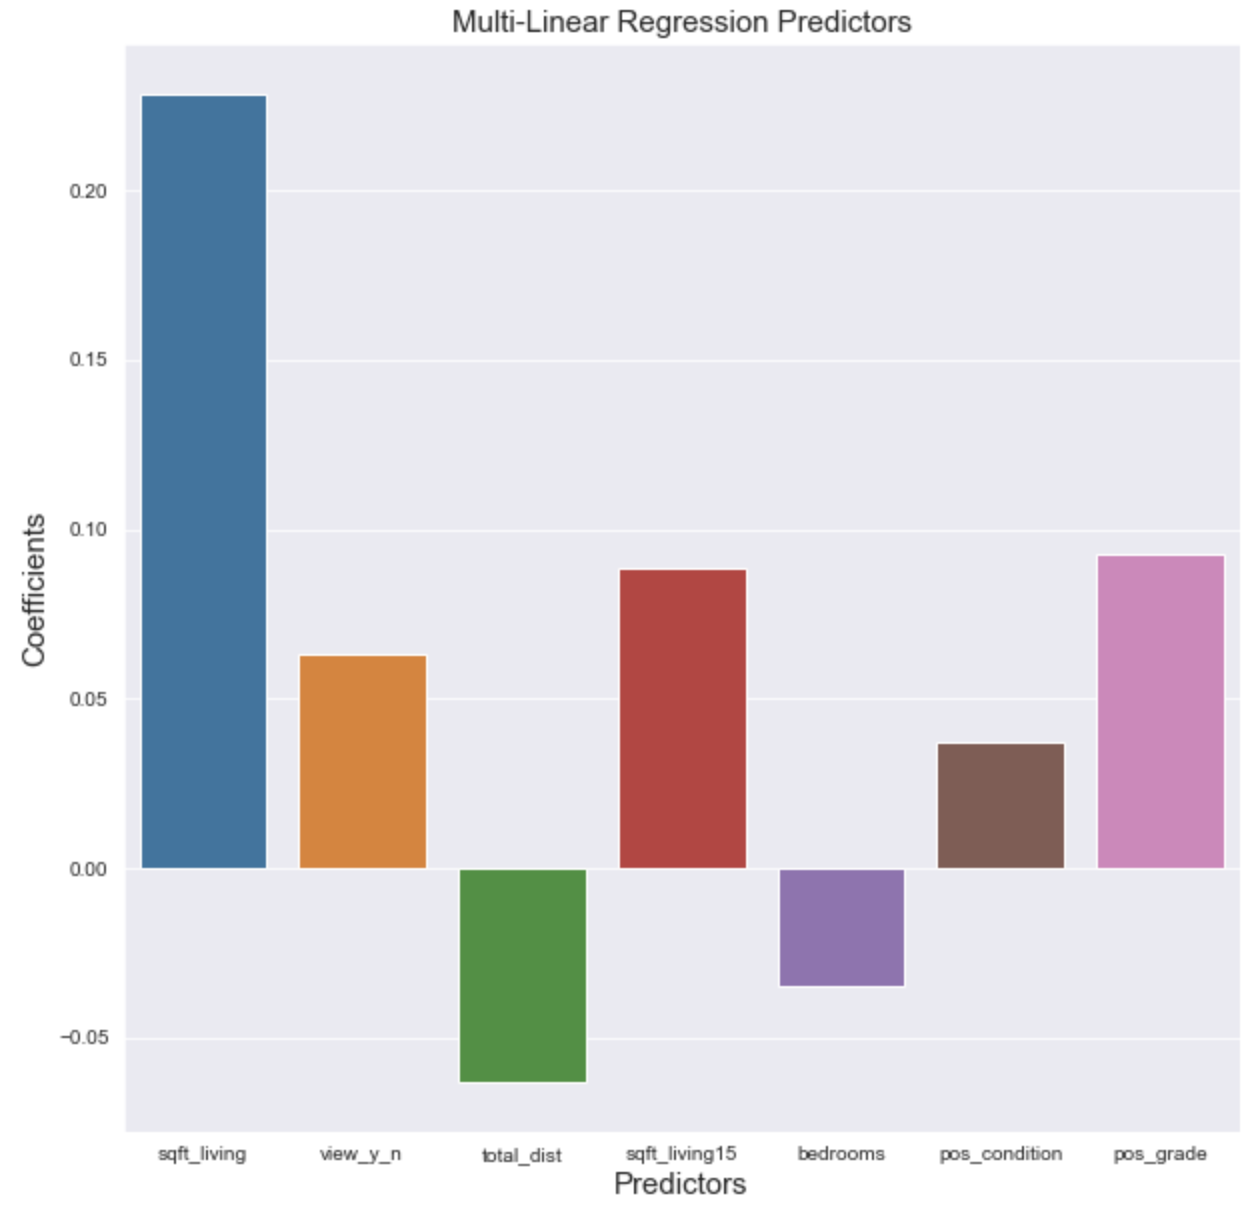 Multi-Linear Regression Predictors
Coefficients
0.20
0.15
0.10
0.05
0.00
−0.05
sqft_living view_y_n total_dist sqft_living15 bedrooms pos_condition pos_grade
Predictors